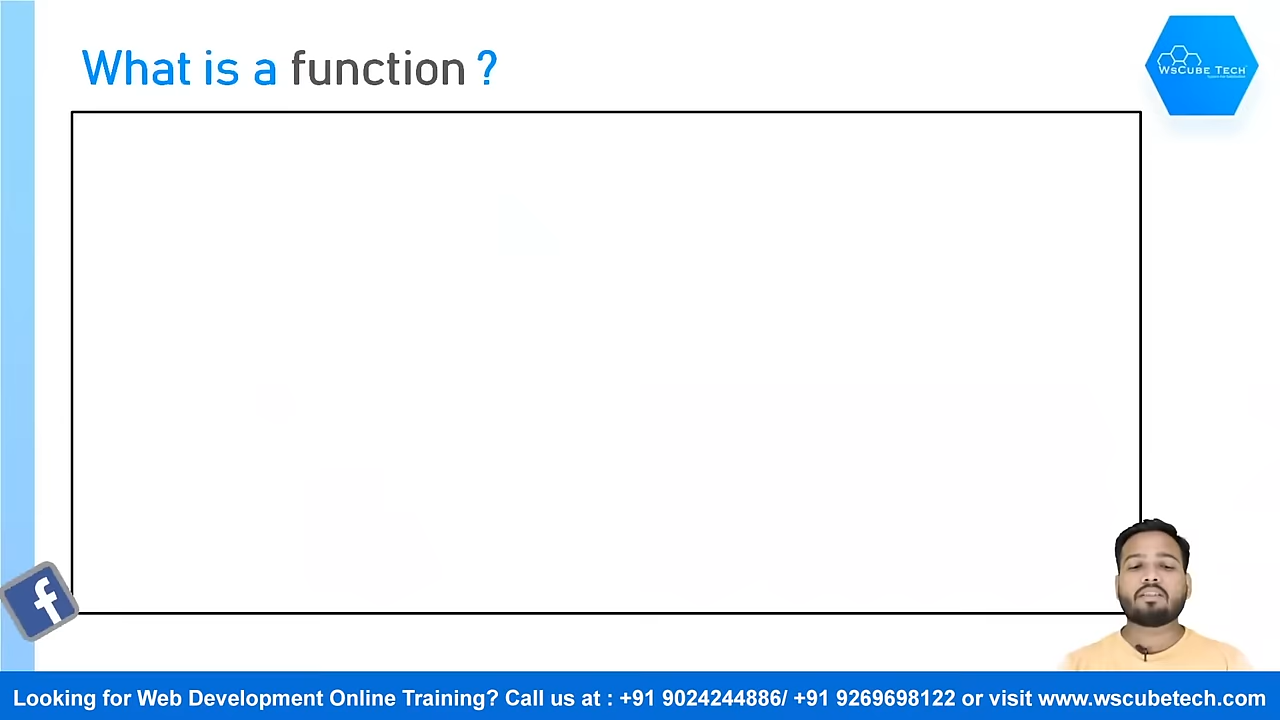 What is a function ?
WsCube Tech
Looking for Web Development Online Training? Call us at : +91 9024244886/ +91 9269698122 or visit www.wscubetech.com